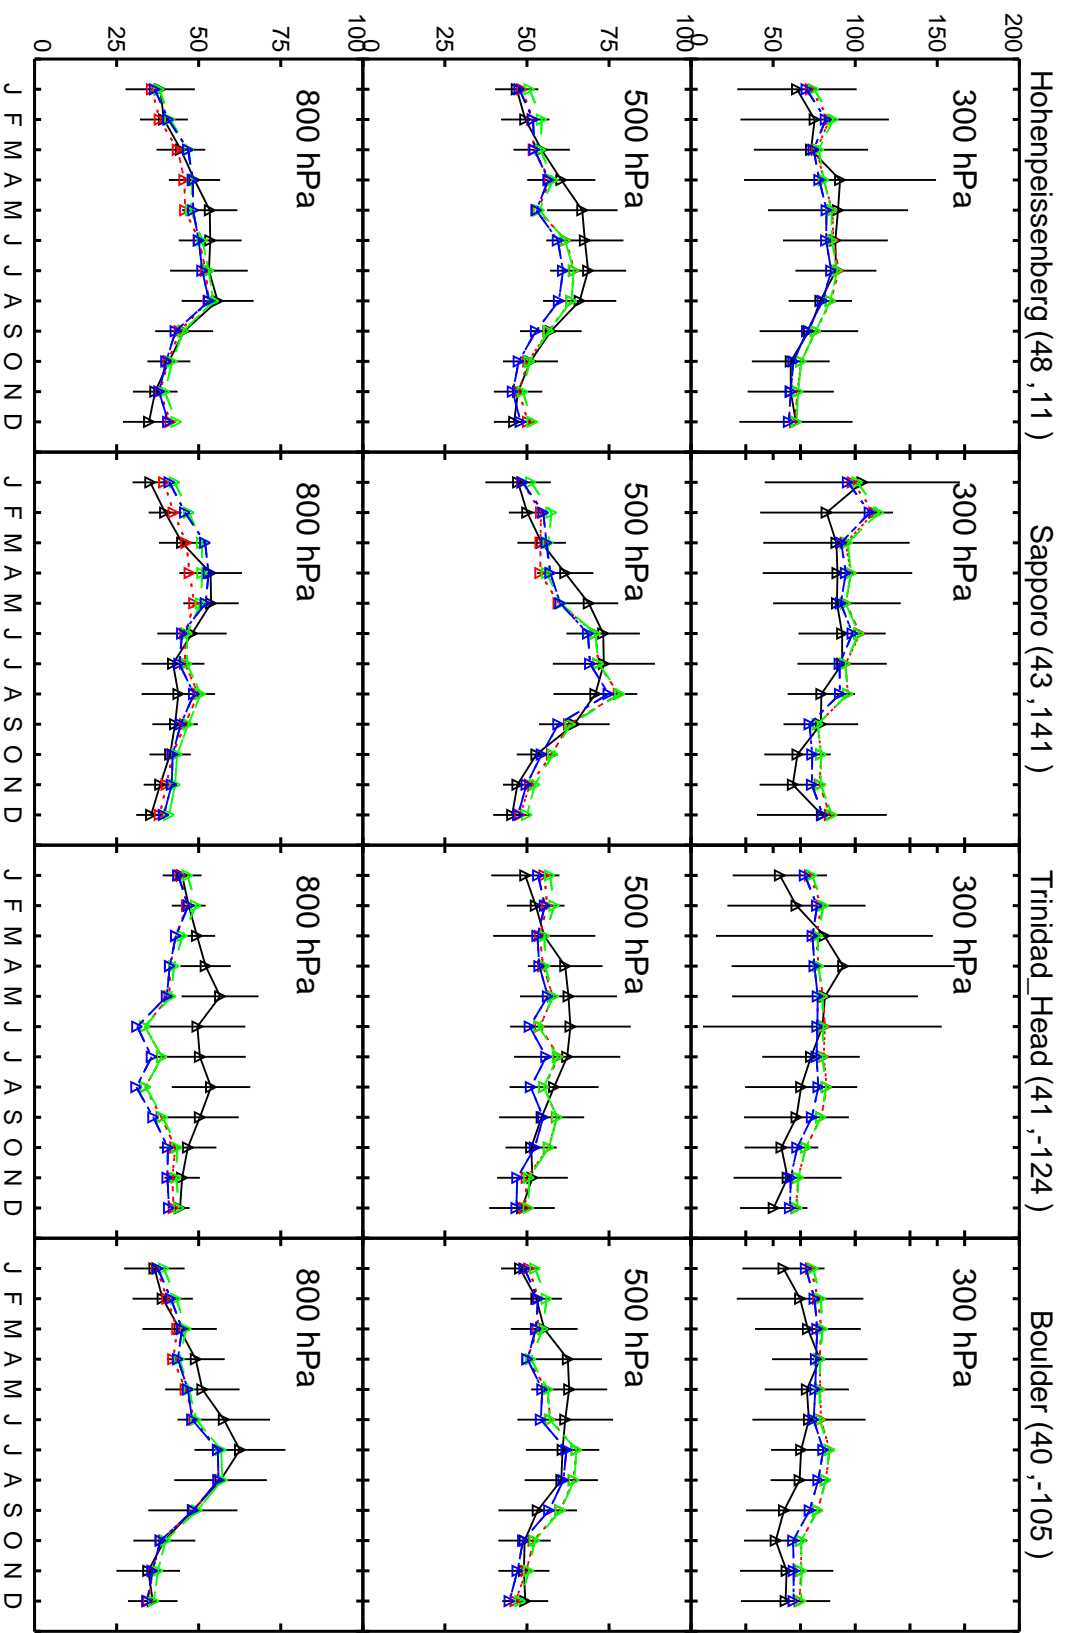 Hohenpeissenberg (48 ,11 )
Sapporo (43 ,141 )
Trinidad_Head (41 ,-124 )
Boulder (40 ,-105 )
200
150
100
50
0
300 hPa
300 hPa
300 hPa
300 hPa
100
75
50
25
0
500 hPa
500 hPa
500 hPa
500 hPa
100
75
50
25
0
800 hPa
800 hPa
800 hPa
800 hPa
J F M A M J J A S O N D
J F M A M J J A S O N D
J F M A M J J A S O N D
J F M A M J J A S O N D